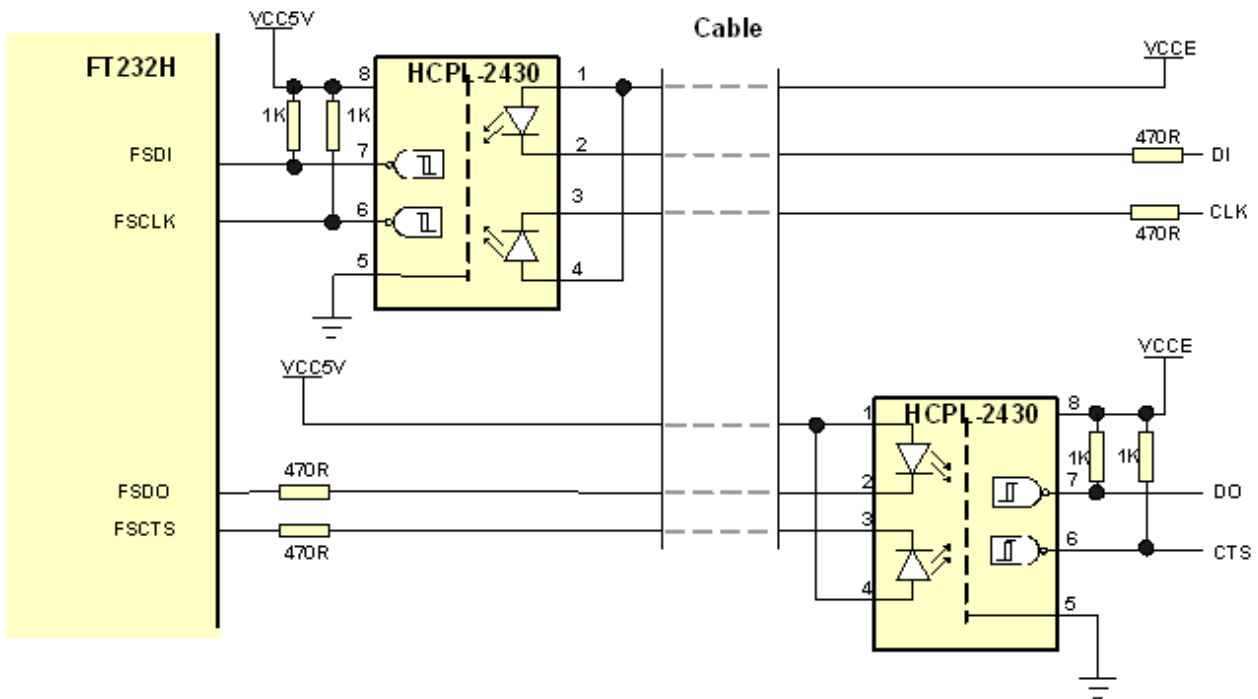 Cable
VCC5V
VCCE
FT232H
8
HCPL-2430
1
1K
1K
FSDI
7
2
470R
DI
FSCLK
6
3
CLK
470R
5
4
VCC5V
VCCE
1
HCPL-2430
8
470R
1K
1K
FSDO
2
7
DO
FSCTS
3
470R
6
CTS
4
5